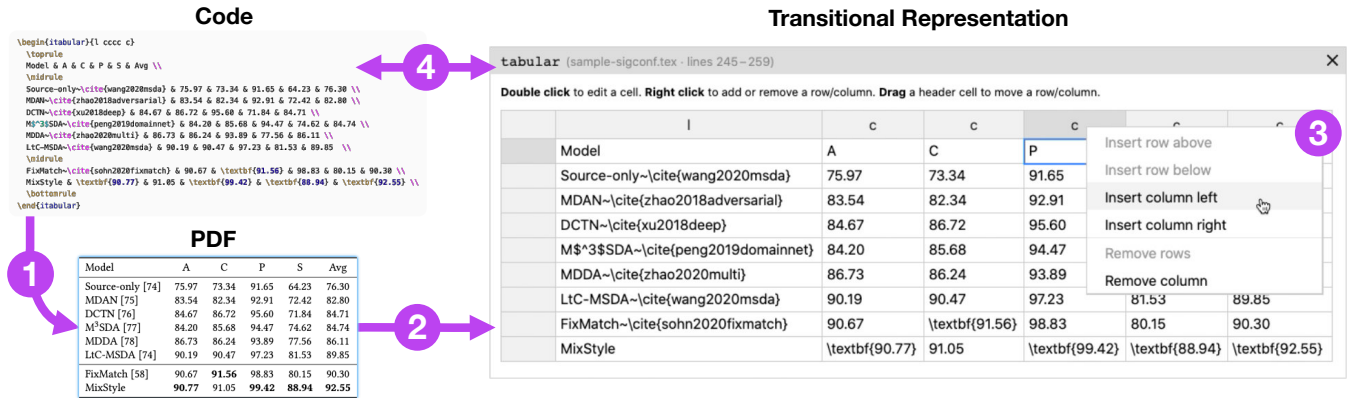 Code
\begin{itabular}{l cccc c}
\toprule
Model & A & C & P & S & Avg \\
\midrule
Source-only~\cite{wang2020msda} & 75.97 & 73.34 & 91.65 & 64.23 & 76.30 \\
MDAN~\cite{zhao2018adversarial} & 83.54 & 82.34 & 92.91 & 72.42 & 82.80 \\
DCTN~\cite{xu2018deep} & 84.67 & 86.72 & 95.60 & 71.84 & 84.71 \\
M$^3$SDA~\cite{peng2019domainnet} & 84.20 & 85.68 & 94.47 & 74.62 & 84.74 \\
MDDA~\cite{zhao2020multi} & 86.73 & 86.24 & 93.89 & 77.56 & 86.11 \\
LtC-MSDA~\cite{wang2020msda} & 90.19 & 90.47 & 97.23 & 81.53 & 89.85 \\
\midrule
FixMatch~\cite{sohn2020fixmatch} & 90.67 & \textbf{91.56} & 98.83 & 80.15 & 90.30 \\
MixStyle & \textbf{90.77} & 91.05 & \textbf{99.42} & \textbf{88.94} & \textbf{92.55} \\
\bottomrule
\end{itabular}
1
PDF
Model A C P S Avg
Source-only [74] 75.97 73.34 91.65 64.23 76.30
MDAN [75] 83.54 82.34 92.91 72.42 82.80
DCTN [76] 84.67 86.72 95.60 71.84 84.71
M³SDA [77] 84.20 85.68 94.47 74.62 84.74
MDDA [78] 86.73 86.24 93.89 77.56 86.11
LtC-MSDA [74] 90.19 90.47 97.23 81.53 89.85
FixMatch [58] 90.67 91.56 98.83 80.15 90.30
MixStyle 90.77 91.05 99.42 88.94 92.55
2
4
Transitional Representation
tabular (sample-sigconf.tex · lines 245–259)
Double click to edit a cell. Right click to add or remove a row/column. Drag a header cell to move a row/column.
l c c c c c
Model A C P
Source-only~\cite{wang2020msda} 75.97 73.34 91.65
MDAN~\cite{zhao2018adversarial} 83.54 82.34 92.91
DCTN~\cite{xu2018deep} 84.67 86.72 95.60
M$^3$SDA~\cite{peng2019domainnet} 84.20 85.68 94.47
MDDA~\cite{zhao2020multi} 86.73 86.24 93.89
LtC-MSDA~\cite{wang2020msda} 90.19 90.47 97.23 81.53 89.85
FixMatch~\cite{sohn2020fixmatch} 90.67 \textbf{91.56} 98.83 80.15 90.30
MixStyle \textbf{90.77} 91.05 \textbf{99.42} \textbf{88.94} \textbf{92.55}
3
Insert row above
Insert row below
Insert column left
Insert column right
Remove rows
Remove column